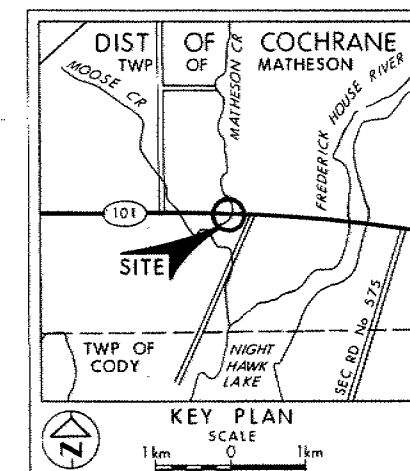 DIST OF COCHRANE
TWP OF MATHESON
MOOSE CR
MATHESON CR
FREDERICK HOUSE RIVER
101
SITE
SEC RD No 575
TWP OF
CODY
NIGHT
HAWK
LAKE
N
KEY PLAN
SCALE
1km 0 1km